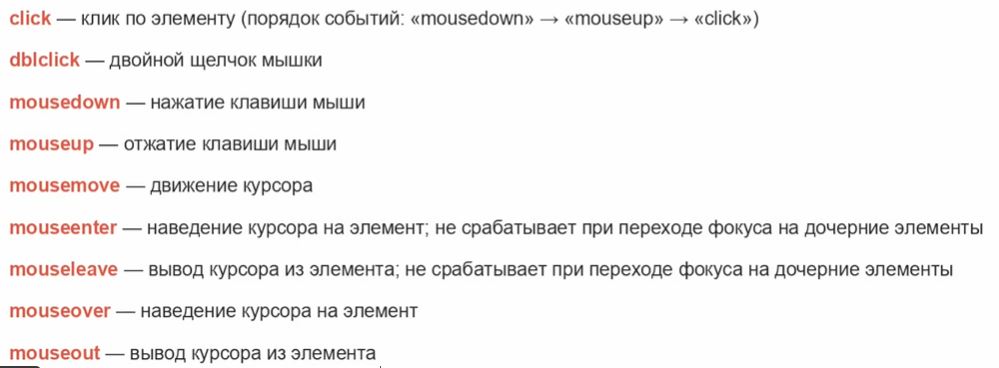 click — клик по элементу (порядок событий: «mousedown» → «mouseup» → «click»)
dblclick — двойной щелчок мышки
mousedown — нажатие клавиши мыши
mouseup — отжатие клавиши мыши
mousemove — движение курсора
mouseenter — наведение курсора на элемент; не срабатывает при переходе фокуса на дочерние элементы
mouseleave — вывод курсора из элемента; не срабатывает при переходе фокуса на дочерние элементы
mouseover — наведение курсора на элемент
mouseout — вывод курсора из элемента